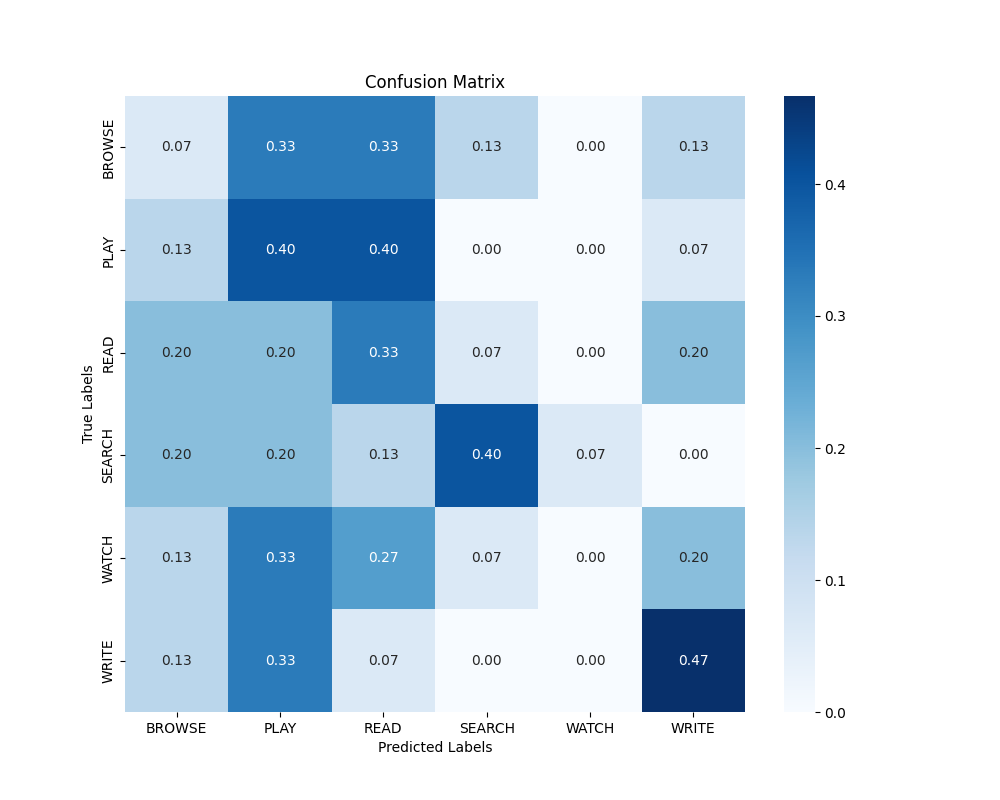 Confusion Matrix
BROWSE 0.07 0.33 0.33 0.13 0.00 0.13
PLAY 0.13 0.40 0.40 0.00 0.00 0.07
READ 0.20 0.20 0.33 0.07 0.00 0.20
SEARCH 0.20 0.20 0.13 0.40 0.07 0.00
WATCH 0.13 0.33 0.27 0.07 0.00 0.20
WRITE 0.13 0.33 0.07 0.00 0.00 0.47
True Labels
BROWSE PLAY READ SEARCH WATCH WRITE
Predicted Labels
0.4
0.3
0.2
0.1
0.0